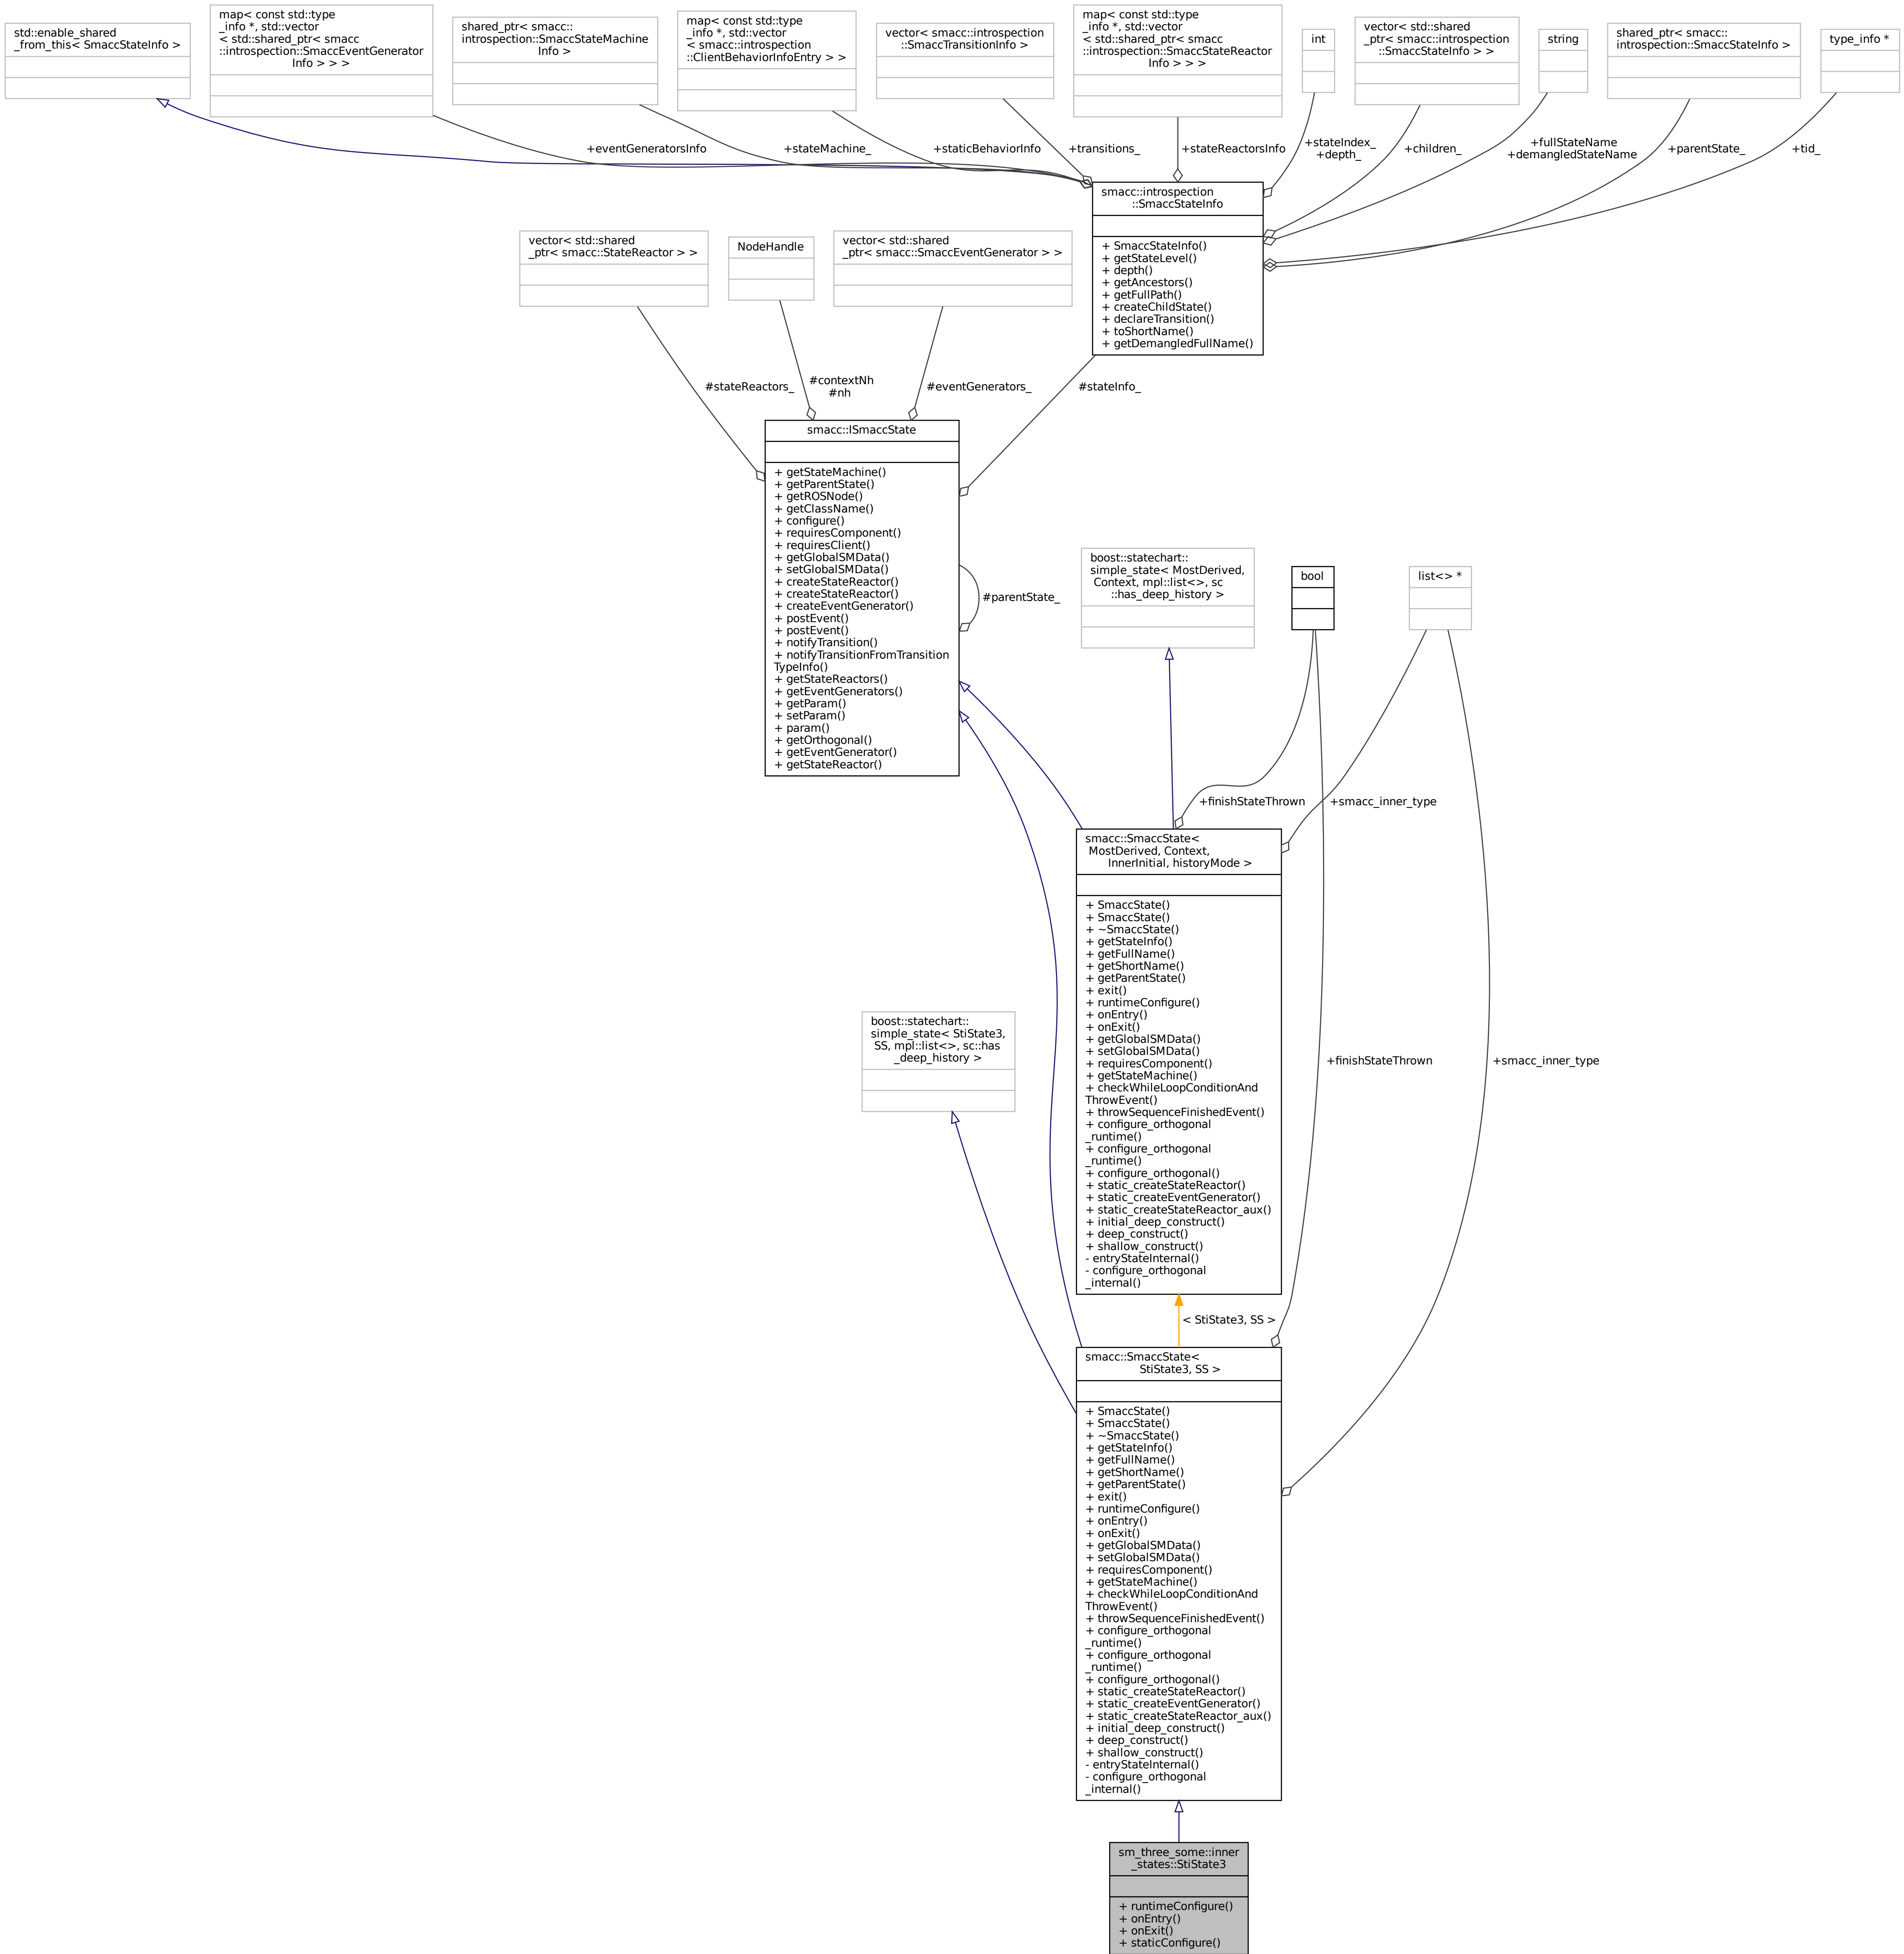 std::enable_shared
_from_this< SmaccStateInfo >
map< const std::type
_info *, std::vector
< std::shared_ptr< smacc
::introspection::SmaccEventGenerator
Info > > >
shared_ptr< smacc::
introspection::SmaccStateMachine
Info >
map< const std::type
_info *, std::vector
< smacc::introspection
::ClientBehaviorInfoEntry > >
vector< smacc::introspection
::SmaccTransitionInfo >
map< const std::type
_info *, std::vector
< std::shared_ptr< smacc
::introspection::SmaccStateReactor
Info > > >
int
vector< std::shared
_ptr< smacc::introspection
::SmaccStateInfo > >
string
shared_ptr< smacc::
introspection::SmaccStateInfo >
type_info *
+eventGeneratorsInfo
+stateMachine_
+staticBehaviorInfo
+transitions_
+stateReactorsInfo
+stateIndex_
+depth_
+children_
+fullStateName
+demangledStateName
+parentState_
+tid_
smacc::introspection
::SmaccStateInfo
+ SmaccStateInfo()
+ getStateLevel()
+ depth()
+ getAncestors()
+ getFullPath()
+ createChildState()
+ declareTransition()
+ toShortName()
+ getDemangledFullName()
vector< std::shared
_ptr< smacc::StateReactor > >
NodeHandle
vector< std::shared
_ptr< smacc::SmaccEventGenerator > >
#stateReactors_
#contextNh
#nh
#eventGenerators_
#stateInfo_
smacc::ISmaccState
+ getStateMachine()
+ getParentState()
+ getROSNode()
+ getClassName()
+ configure()
+ requiresComponent()
+ requiresClient()
+ getGlobalSMData()
+ setGlobalSMData()
+ createStateReactor()
+ createStateReactor()
+ createEventGenerator()
+ postEvent()
+ postEvent()
+ notifyTransition()
+ notifyTransitionFromTransition
TypeInfo()
+ getStateReactors()
+ getEventGenerators()
+ getParam()
+ setParam()
+ param()
+ getOrthogonal()
+ getEventGenerator()
+ getStateReactor()
#parentState_
boost::statechart::
simple_state< MostDerived,
Context, mpl::list<>, sc
::has_deep_history >
bool
list<> *
+finishStateThrown
+smacc_inner_type
smacc::SmaccState<
MostDerived, Context,
InnerInitial, historyMode >
+ SmaccState()
+ SmaccState()
+ ~SmaccState()
+ getStateInfo()
+ getFullName()
+ getShortName()
+ getParentState()
+ exit()
+ runtimeConfigure()
+ onEntry()
+ onExit()
+ getGlobalSMData()
+ setGlobalSMData()
+ requiresComponent()
+ getStateMachine()
+ checkWhileLoopConditionAnd
ThrowEvent()
+ throwSequenceFinishedEvent()
+ configure_orthogonal
_runtime()
+ configure_orthogonal
_runtime()
+ configure_orthogonal()
+ static_createStateReactor()
+ static_createEventGenerator()
+ static_createStateReactor_aux()
+ initial_deep_construct()
+ deep_construct()
+ shallow_construct()
- entryStateInternal()
- configure_orthogonal
_internal()
boost::statechart::
simple_state< StiState3,
SS, mpl::list<>, sc::has
_deep_history >
+finishStateThrown
+smacc_inner_type
< StiState3, SS >
smacc::SmaccState<
StiState3, SS >
+ SmaccState()
+ SmaccState()
+ ~SmaccState()
+ getStateInfo()
+ getFullName()
+ getShortName()
+ getParentState()
+ exit()
+ runtimeConfigure()
+ onEntry()
+ onExit()
+ getGlobalSMData()
+ setGlobalSMData()
+ requiresComponent()
+ getStateMachine()
+ checkWhileLoopConditionAnd
ThrowEvent()
+ throwSequenceFinishedEvent()
+ configure_orthogonal
_runtime()
+ configure_orthogonal
_runtime()
+ configure_orthogonal()
+ static_createStateReactor()
+ static_createEventGenerator()
+ static_createStateReactor_aux()
+ initial_deep_construct()
+ deep_construct()
+ shallow_construct()
- entryStateInternal()
- configure_orthogonal
_internal()
sm_three_some::inner
_states::StiState3
+ runtimeConfigure()
+ onEntry()
+ onExit()
+ staticConfigure()